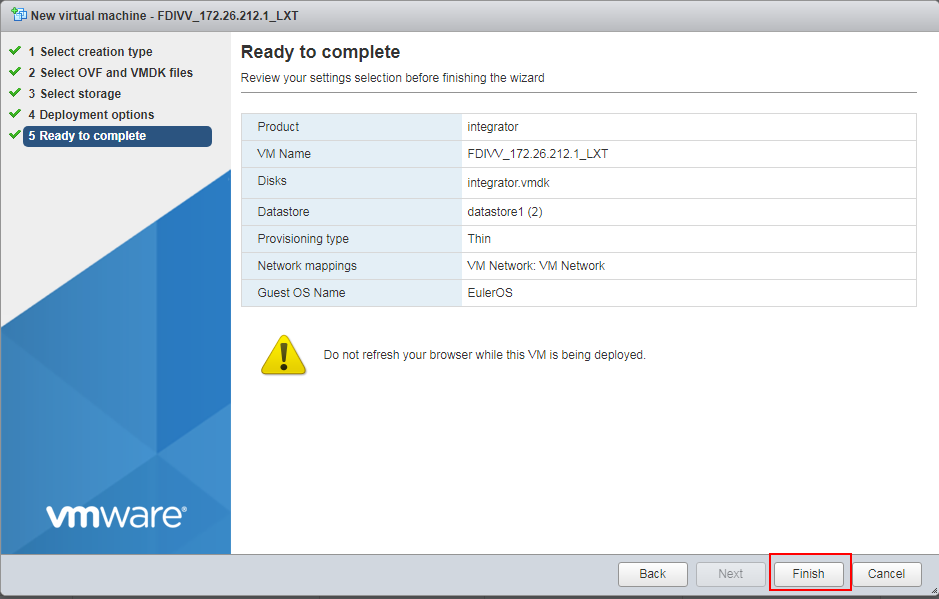 New virtual machine - FDIVV_172.26.212.1_LXT
1 Select creation type
2 Select OVF and VMDK files
3 Select storage
4 Deployment options
5 Ready to complete
vmware®
Ready to complete
Review your settings selection before finishing the wizard
Product integrator
VM Name FDIVV_172.26.212.1_LXT
Disks integrator.vmdk
Datastore datastore1 (2)
Provisioning type Thin
Network mappings VM Network: VM Network
Guest OS Name EulerOS
Do not refresh your browser while this VM is being deployed.
Back Next Finish Cancel